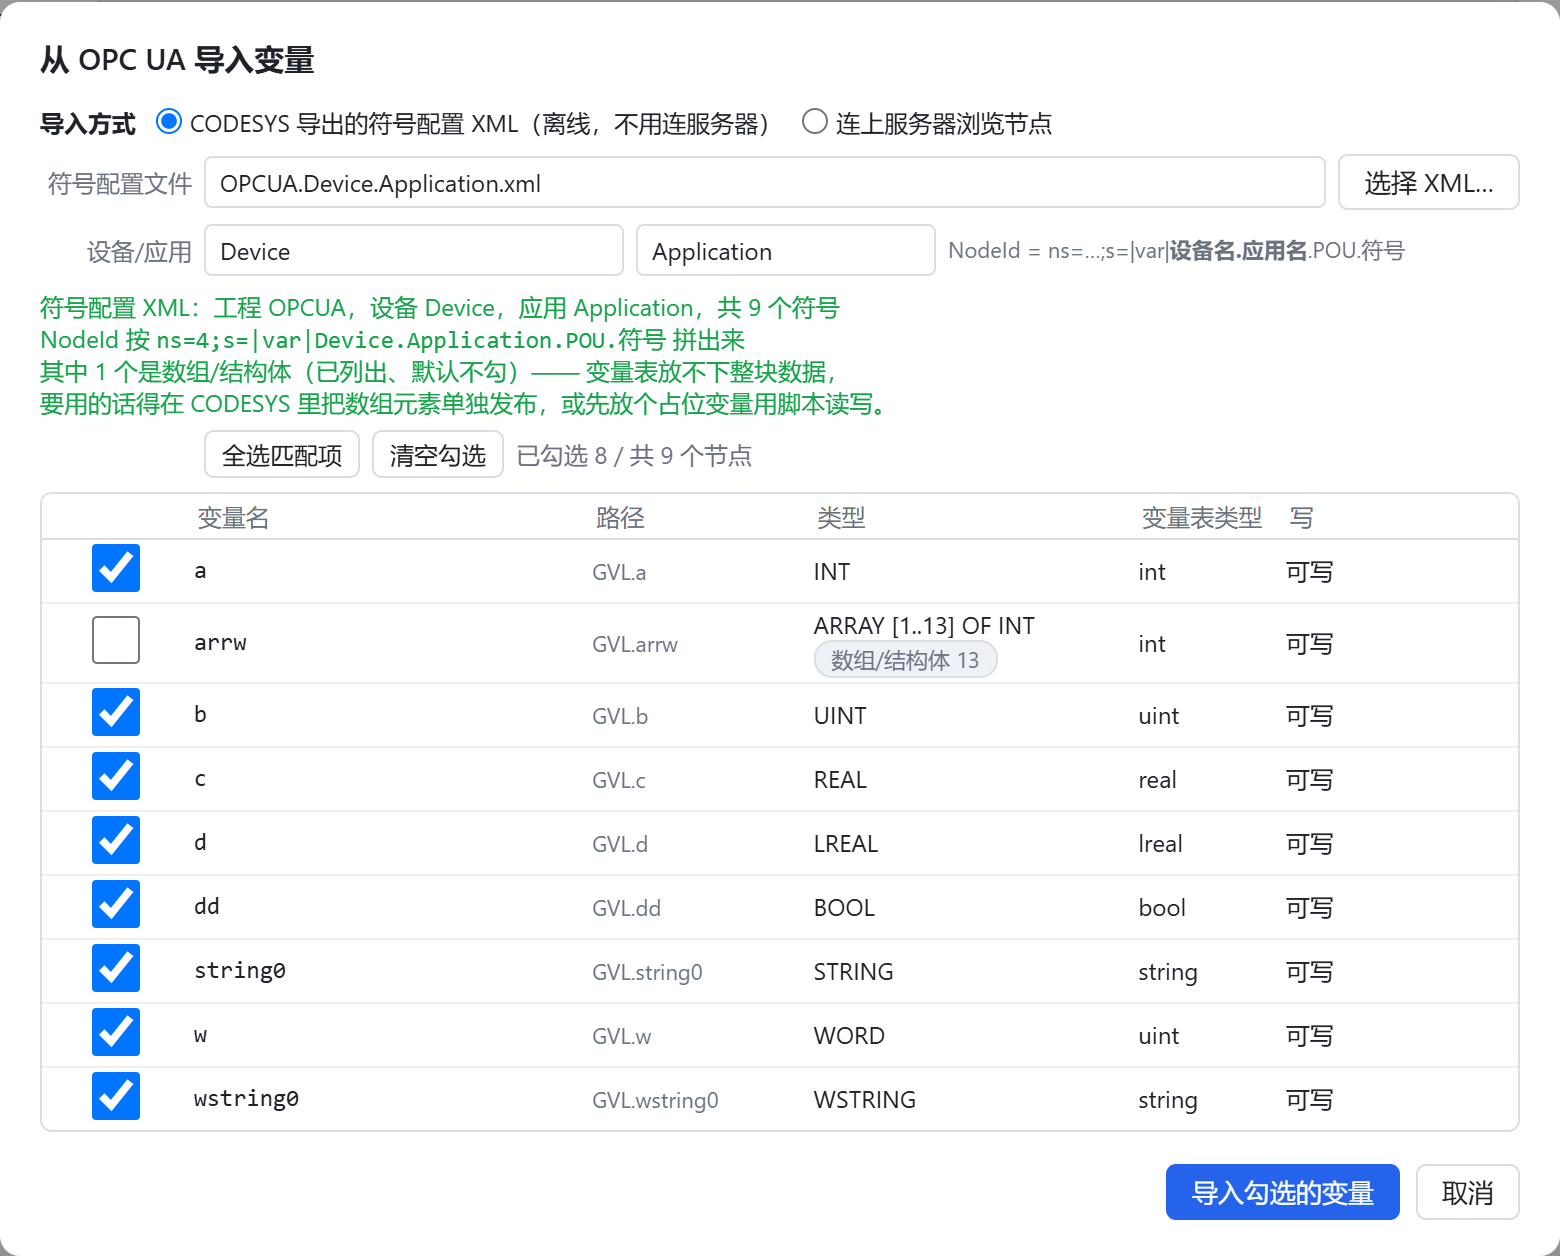 从 OPC UA 导入变量
导入方式 CODESYS 导出的符号配置 XML（离线，不用连服务器） 连上服务器浏览节点
符号配置文件 OPCUA.Device.Application.xml 选择 XML...
设备/应用 Device Application NodeId = ns=...;s=|var|设备名.应用名.POU.符号
符号配置 XML：工程 OPCUA，设备 Device，应用 Application，共 9 个符号
NodeId 按 ns=4;s=|var|Device.Application.POU.符号 拼出来
其中 1 个是数组/结构体（已列出、默认不勾）—— 变量表放不下整块数据，
要用的话得在 CODESYS 里把数组元素单独发布，或先放个占位变量用脚本读写。
全选匹配项 清空勾选 已勾选 8 / 共 9 个节点
变量名 路径 类型 变量表类型 写
a GVL.a INT int 可写
arrw GVL.arrw ARRAY [1..13] OF INT int 可写
数组/结构体 13
b GVL.b UINT uint 可写
c GVL.c REAL real 可写
d GVL.d LREAL lreal 可写
dd GVL.dd BOOL bool 可写
string0 GVL.string0 STRING string 可写
w GVL.w WORD uint 可写
wstring0 GVL.wstring0 WSTRING string 可写
导入勾选的变量 取消